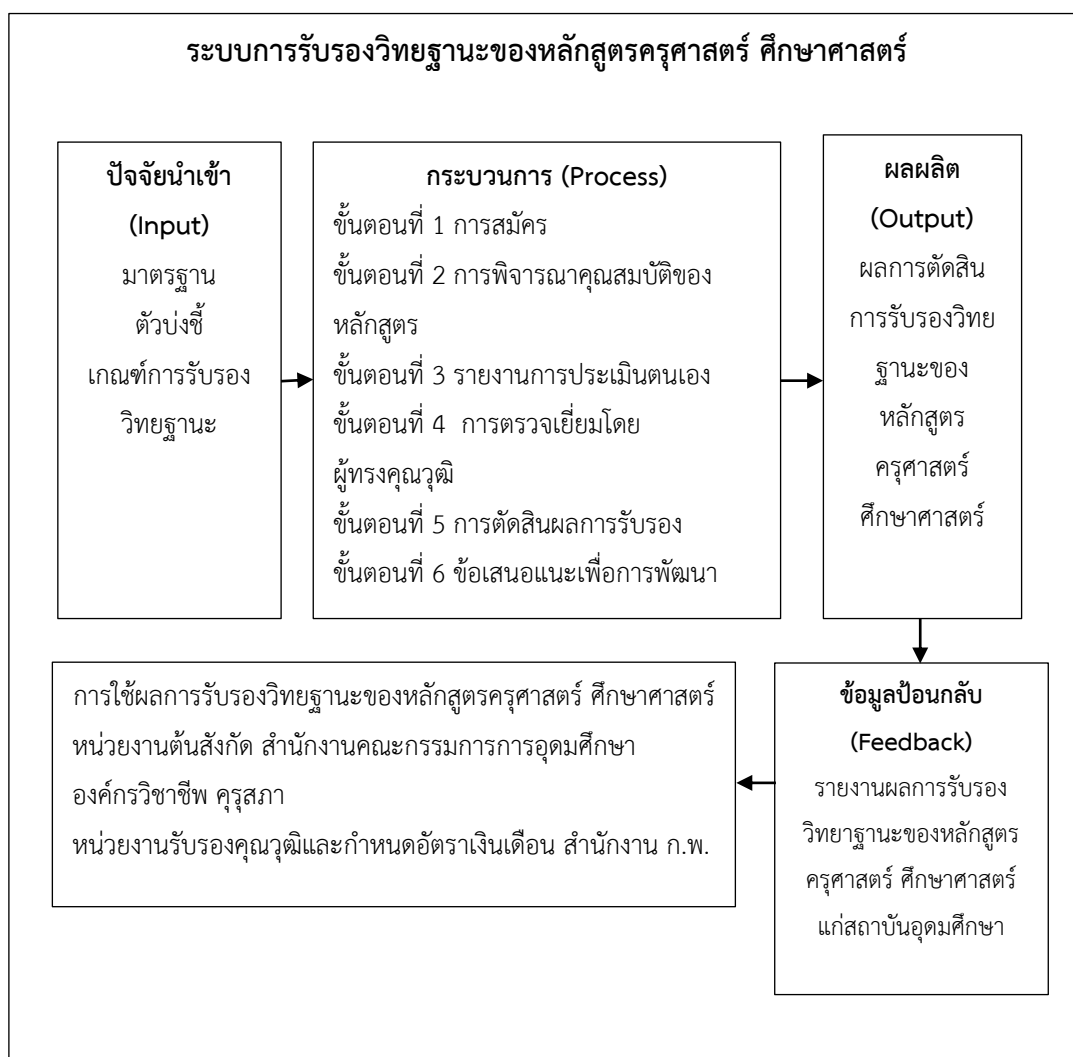 ระบบการรับรองวิทยฐานะของหลักสูตรครุศาสตร์ ศึกษาศาสตร์
ปัจจัยนำเข้า
(Input)
มาตรฐาน
ตัวบ่งชี้
เกณฑ์การรับรอง
วิทยฐานะ
กระบวนการ (Process)
ขั้นตอนที่ 1 การสมัคร
ขั้นตอนที่ 2 การพิจารณาคุณสมบัติของ
หลักสูตร
ขั้นตอนที่ 3 รายงานการประเมินตนเอง
ขั้นตอนที่ 4 การตรวจเยี่ยมโดย
ผู้ทรงคุณวุฒิ
ขั้นตอนที่ 5 การตัดสินผลการรับรอง
ขั้นตอนที่ 6 ข้อเสนอแนะเพื่อการพัฒนา
ผลผลิต
(Output)
ผลการตัดสิน
การรับรองวิทย
ฐานะของ
หลักสูตร
ครุศาสตร์
ศึกษาศาสตร์
ข้อมูลป้อนกลับ
(Feedback)
รายงานผลการรับรอง
วิทยาฐานะของหลักสูตร
ครุศาสตร์ ศึกษาศาสตร์
แก่สถาบันอุดมศึกษา
การใช้ผลการรับรองวิทยฐานะของหลักสูตรครุศาสตร์ ศึกษาศาสตร์
หน่วยงานต้นสังกัด สำนักงานคณะกรรมการการอุดมศึกษา
องค์กรวิชาชีพ คุรุสภา
หน่วยงานรับรองคุณวุฒิและกำหนดอัตราเงินเดือน สำนักงาน ก.พ.